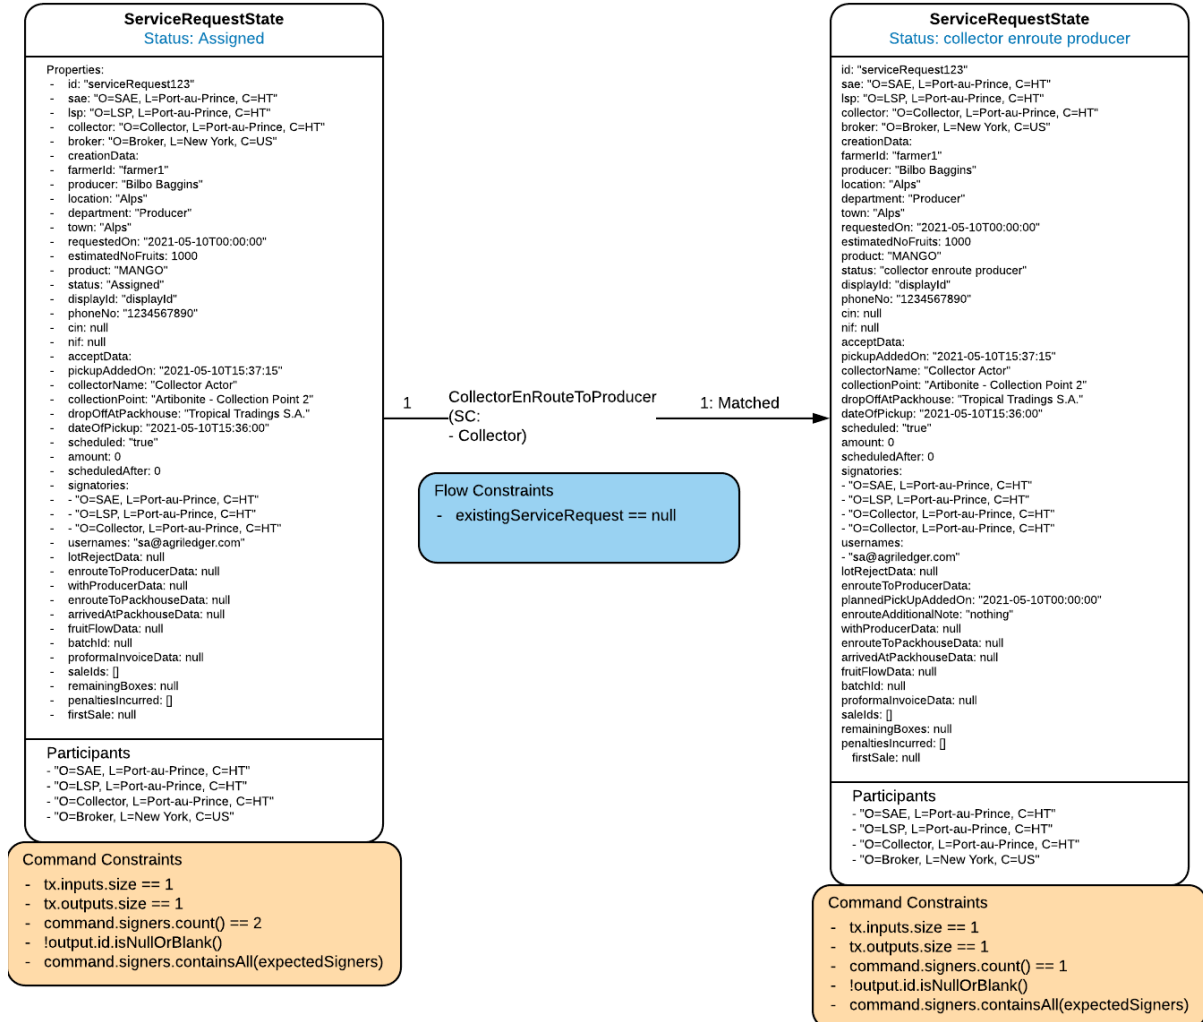 ServiceRequestState
Status: Assigned
Properties:
- id: "serviceRequest123"
- sae: "O=SAE, L=Port-au-Prince, C=HT"
- lsp: "O=LSP, L=Port-au-Prince, C=HT"
- collector: "O=Collector, L=Port-au-Prince, C=HT"
- broker: "O=Broker, L=New York, C=US"
- creationData:
- farmerId: "farmer1"
- producer: "Bilbo Baggins"
- location: "Alps"
- department: "Producer"
- town: "Alps"
- requestedOn: "2021-05-10T00:00:00"
- estimatedNoFruits: 1000
- product: "MANGO"
- status: "Assigned"
- displayId: "displayId"
- phoneNo: "1234567890"
- cin: null
- nif: null
- acceptData:
- pickupAddedOn: "2021-05-10T15:37:15"
- collectorName: "Collector Actor"
- collectionPoint: "Artibonite - Collection Point 2"
- dropOffAtPackhouse: "Tropical Tradings S.A."
- dateOfPickup: "2021-05-10T15:36:00"
- scheduled: "true"
- amount: 0
- scheduledAfter: 0
- signatories:
- - "O=SAE, L=Port-au-Prince, C=HT"
- - "O=LSP, L=Port-au-Prince, C=HT"
- - "O=Collector, L=Port-au-Prince, C=HT"
- usernames: "sa@agriledger.com"
- lotRejectData: null
- enrouteToProducerData: null
- withProducerData: null
- enrouteToPackhouseData: null
- arrivedAtPackhouseData: null
- fruitFlowData: null
- batchId: null
- proformaInvoiceData: null
- saleIds: []
- remainingBoxes: null
- penaltiesIncurred: []
- firstSale: null
Participants
- "O=SAE, L=Port-au-Prince, C=HT"
- "O=LSP, L=Port-au-Prince, C=HT"
- "O=Collector, L=Port-au-Prince, C=HT"
- "O=Broker, L=New York, C=US"
Command Constraints
- tx.inputs.size == 1
- tx.outputs.size == 1
- command.signers.count() == 2
- !output.id.isNullOrBlank()
- command.signers.containsAll(expectedSigners)
1
CollectorEnRouteToProducer
(SC:
- Collector)
1: Matched
Flow Constraints
- existingServiceRequest == null
ServiceRequestState
Status: collector enroute producer
id: "serviceRequest123"
sae: "O=SAE, L=Port-au-Prince, C=HT"
lsp: "O=LSP, L=Port-au-Prince, C=HT"
collector: "O=Collector, L=Port-au-Prince, C=HT"
broker: "O=Broker, L=New York, C=US"
creationData:
farmerId: "farmer1"
producer: "Bilbo Baggins"
location: "Alps"
department: "Producer"
town: "Alps"
requestedOn: "2021-05-10T00:00:00"
estimatedNoFruits: 1000
product: "MANGO"
status: "collector enroute producer"
displayId: "displayId"
phoneNo: "1234567890"
cin: null
nif: null
acceptData:
pickupAddedOn: "2021-05-10T15:37:15"
collectorName: "Collector Actor"
collectionPoint: "Artibonite - Collection Point 2"
dropOffAtPackhouse: "Tropical Tradings S.A."
dateOfPickup: "2021-05-10T15:36:00"
scheduled: "true"
amount: 0
scheduledAfter: 0
signatories:
- "O=SAE, L=Port-au-Prince, C=HT"
- "O=LSP, L=Port-au-Prince, C=HT"
- "O=Collector, L=Port-au-Prince, C=HT"
- "O=Collector, L=Port-au-Prince, C=HT"
usernames:
- "sa@agriledger.com"
lotRejectData: null
enrouteToProducerData:
plannedPickUpAddedOn: "2021-05-10T00:00:00"
enrouteAdditionalNote: "nothing"
withProducerData: null
enrouteToPackhouseData: null
arrivedAtPackhouseData: null
fruitFlowData: null
batchId: null
proformaInvoiceData: null
saleIds: []
remainingBoxes: null
penaltiesIncurred: []
firstSale: null
Participants
- "O=SAE, L=Port-au-Prince, C=HT"
- "O=LSP, L=Port-au-Prince, C=HT"
- "O=Collector, L=Port-au-Prince, C=HT"
- "O=Broker, L=New York, C=US"
Command Constraints
- tx.inputs.size == 1
- tx.outputs.size == 1
- command.signers.count() == 1
- !output.id.isNullOrBlank()
- command.signers.containsAll(expectedSigners)